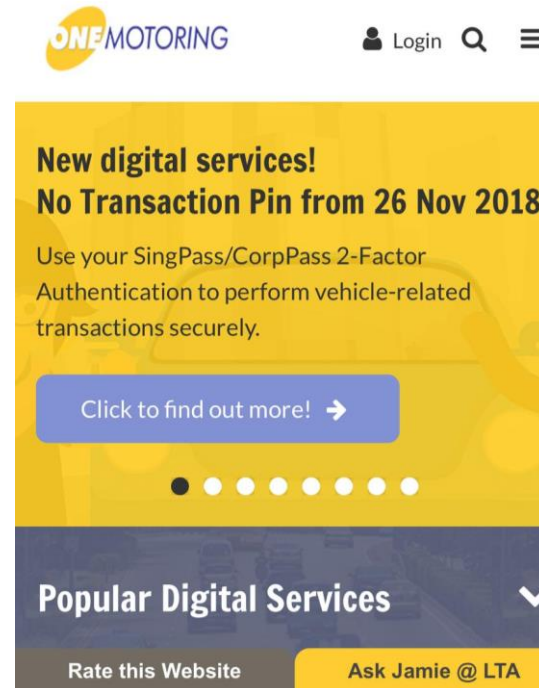 ONEMOTORING
Login
New digital services!
No Transaction Pin from 26 Nov 2018
Use your SingPass/CorpPass 2-Factor
Authentication to perform vehicle-related
transactions securely.
Click to find out more!
Popular Digital Services
Rate this Website
Ask Jamie @ LTA